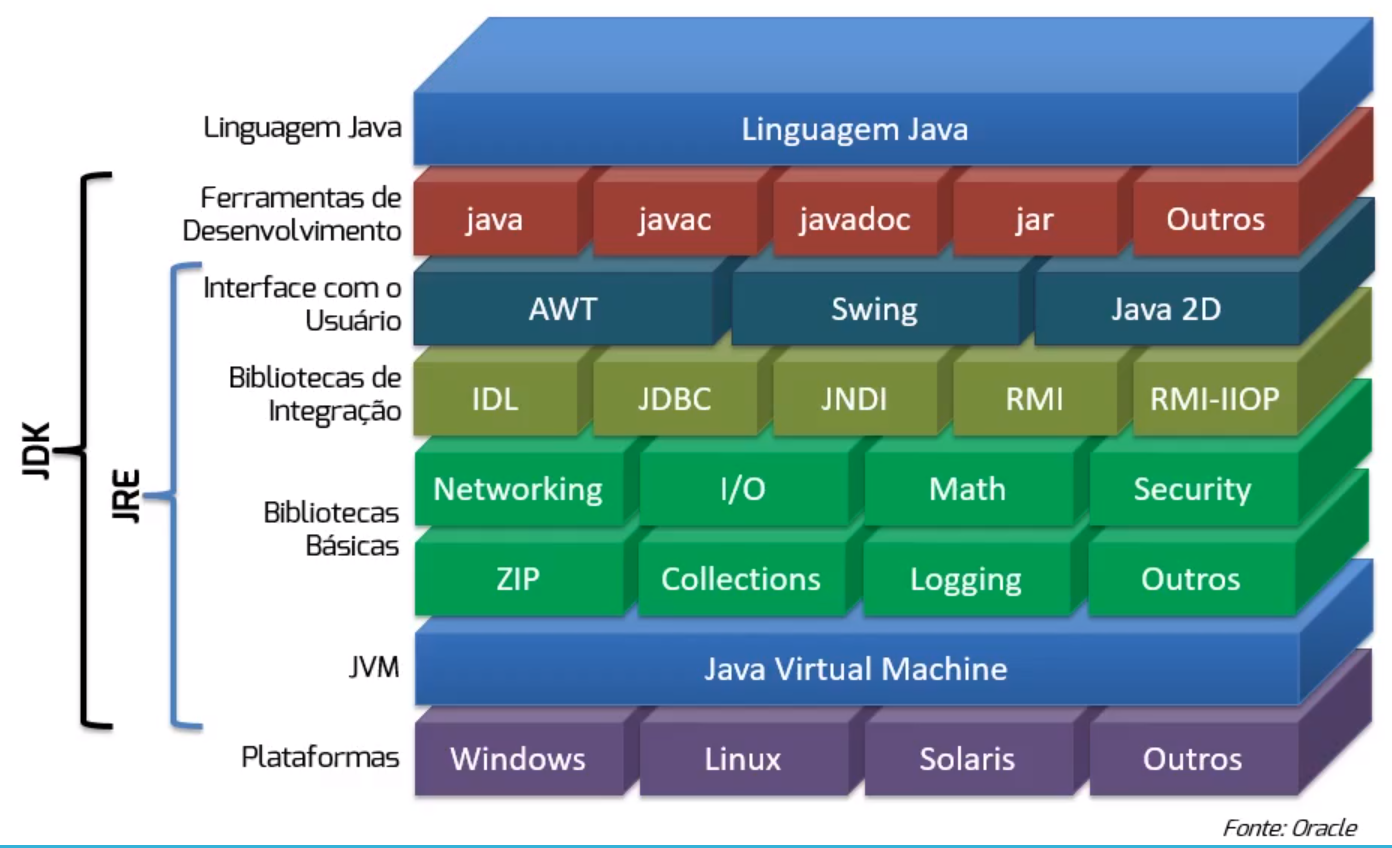 Linguagem Java
Linguagem Java
Ferramentas de
Desenvolvimento
java
javac
javadoc
jar
Outros
Interface com o
Usuário
AWT
Swing
Java 2D
Bibliotecas de
Integração
IDL
JDBC
JNDI
RMI
RMI-IIOP
JDK
JRE
Bibliotecas
Básicas
Networking
I/O
Math
Security
ZIP
Collections
Logging
Outros
JVM
Java Virtual Machine
Plataformas
Windows
Linux
Solaris
Outros
Fonte: Oracle